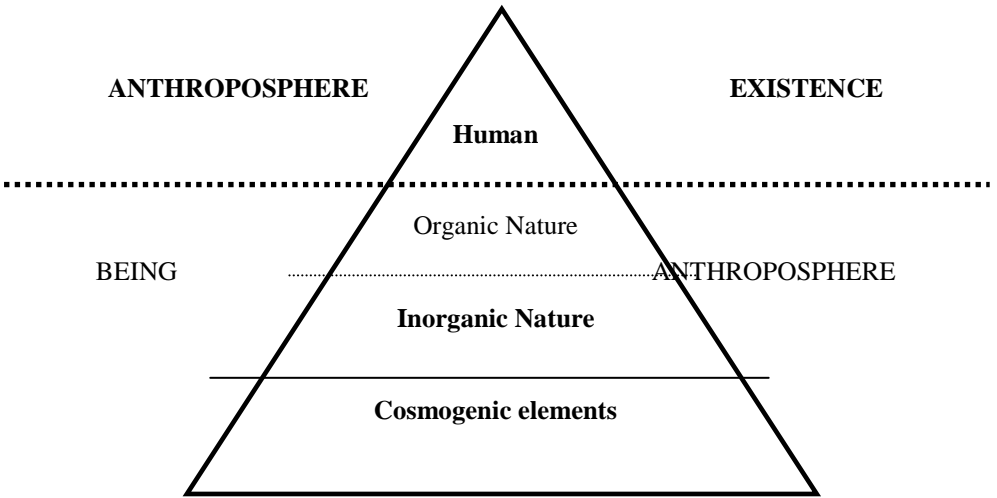 ANTHROPOSPHERE
EXISTENCE
Human
Organic Nature
BEING
ANTHROPOSPHERE
Inorganic Nature
Cosmogenic elements